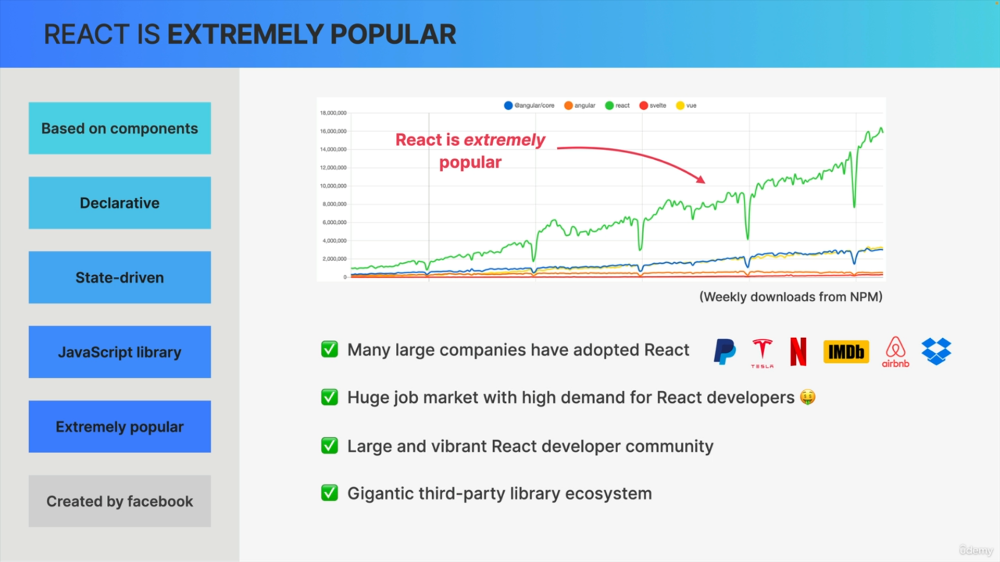 REACT IS EXTREMELY POPULAR
Based on components
Declarative
State-driven
JavaScript library
Extremely popular
Created by facebook
@angular/core angular react svelte vue
18,000,000
16,000,000
14,000,000
12,000,000
10,000,000
8,000,000
6,000,000
4,000,000
2,000,000
0
React is extremely
popular
(Weekly downloads from NPM)
✅ Many large companies have adopted React
P TESLA N IMDb airbnb
✅ Huge job market with high demand for React developers 🤑
✅ Large and vibrant React developer community
✅ Gigantic third-party library ecosystem
ûdemy